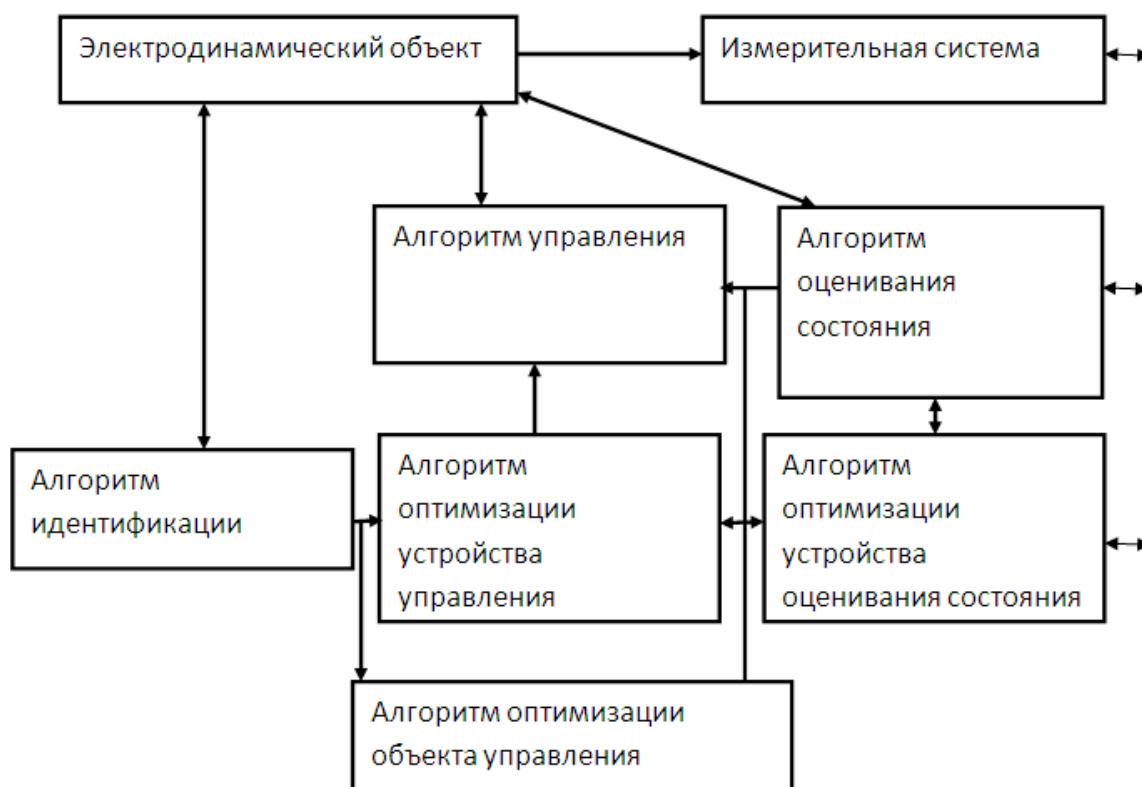 Электродинамический объект
Измерительная система
Алгоритм управления
Алгоритм
оценивания
состояния
Алгоритм
идентификации
Алгоритм
оптимизации
устройства
управления
Алгоритм
оптимизации
устройства
оценивания состояния
Алгоритм оптимизации
объекта управления